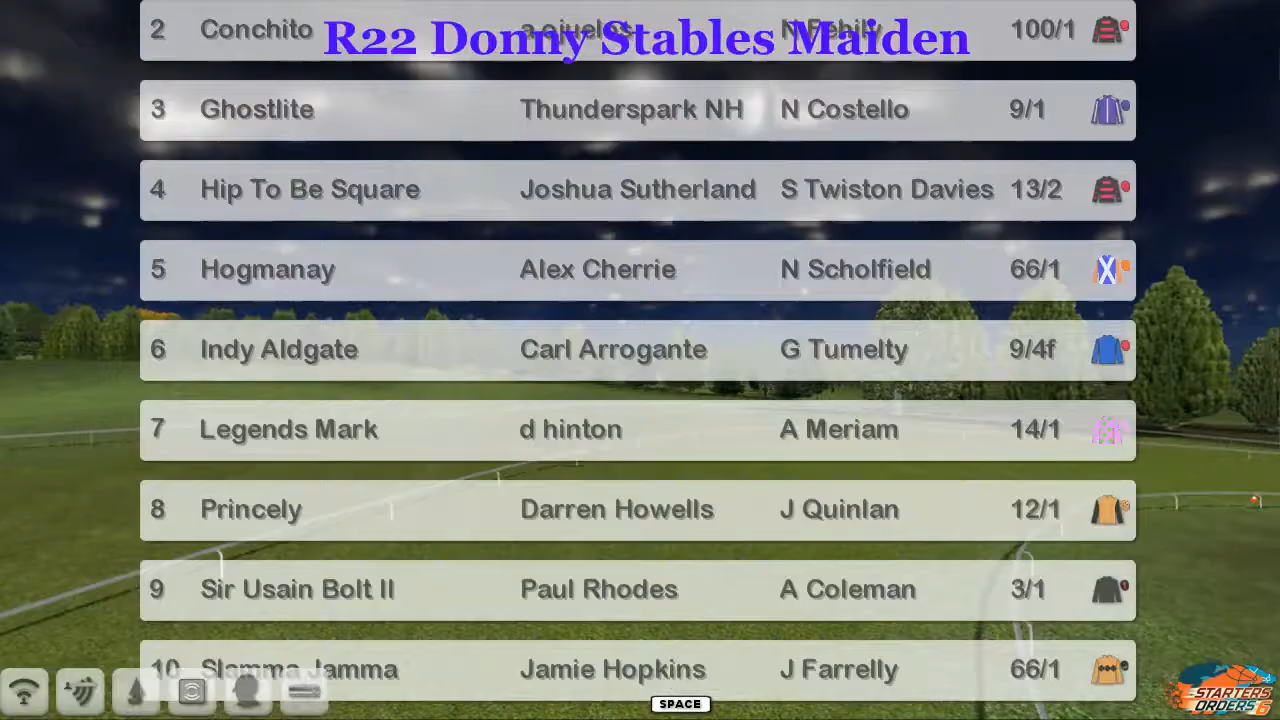 R22 Donny Stables Maiden
2 Conchito a ojuelos N Fehily 100/1
3 Ghostlite Thunderspark NH N Costello 9/1
4 Hip To Be Square Joshua Sutherland S Twiston Davies 13/2
5 Hogmanay Alex Cherrie N Scholfield 66/1
6 Indy Aldgate Carl Arrogante G Tumelty 9/4f
7 Legends Mark d hinton A Meriam 14/1
8 Princely Darren Howells J Quinlan 12/1
9 Sir Usain Bolt II Paul Rhodes A Coleman 3/1
10 Slamma Jamma Jamie Hopkins J Farrelly 66/1
SPACE
STARTERS
ORDERS 6